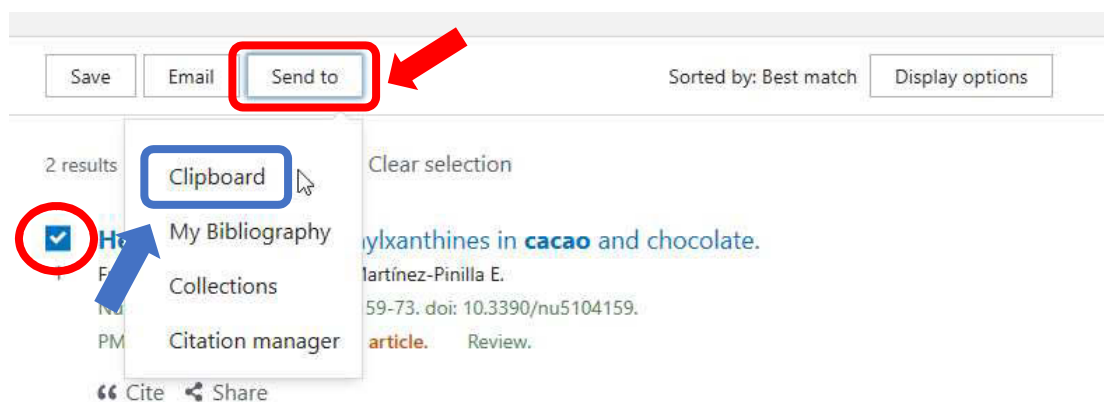 Save Email Send to Sorted by: Best match Display options
2 results Clear selection
Clipboard
My Bibliography ylxanthines in cacao and chocolate.
Martínez-Pinilla E.
Collections
59-73. doi: 10.3390/nu5104159.
PM Citation manager article. Review.
Cite Share